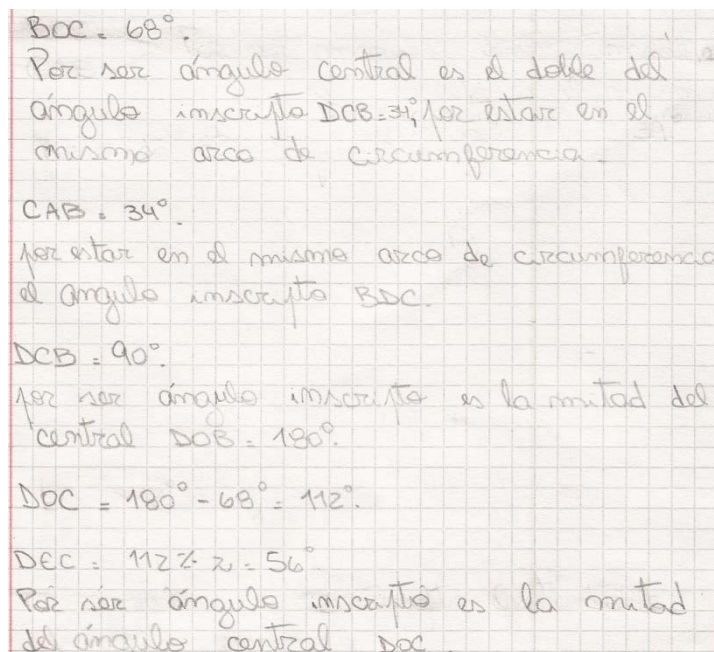 BOC = 68°.
Por ser ángulo central es el doble del
ángulo inscripto DCB=34°, por estar en el
mismo arco de circumferencia.
CAB = 34°.
por estar en el mismo arco de circumferencia
el angulo inscripto BDC.
DCB = 90°.
por ser ángulo inscripto es la mitad del
central DOB = 180°.
DOC = 180° - 68° = 112°.
DEC = 112 % 2 = 56°
Por ser ángulo inscripto es la mitad
del ángulo central DOC.